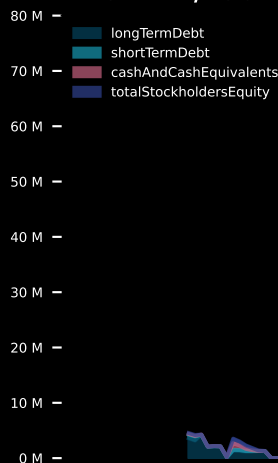 80 M
longTermDebt
shortTermDebt
70 M
cashAndCashEquivalents
totalStockholdersEquity
60 M
50 M
40 M
30 M
20 M
10 M
0 M